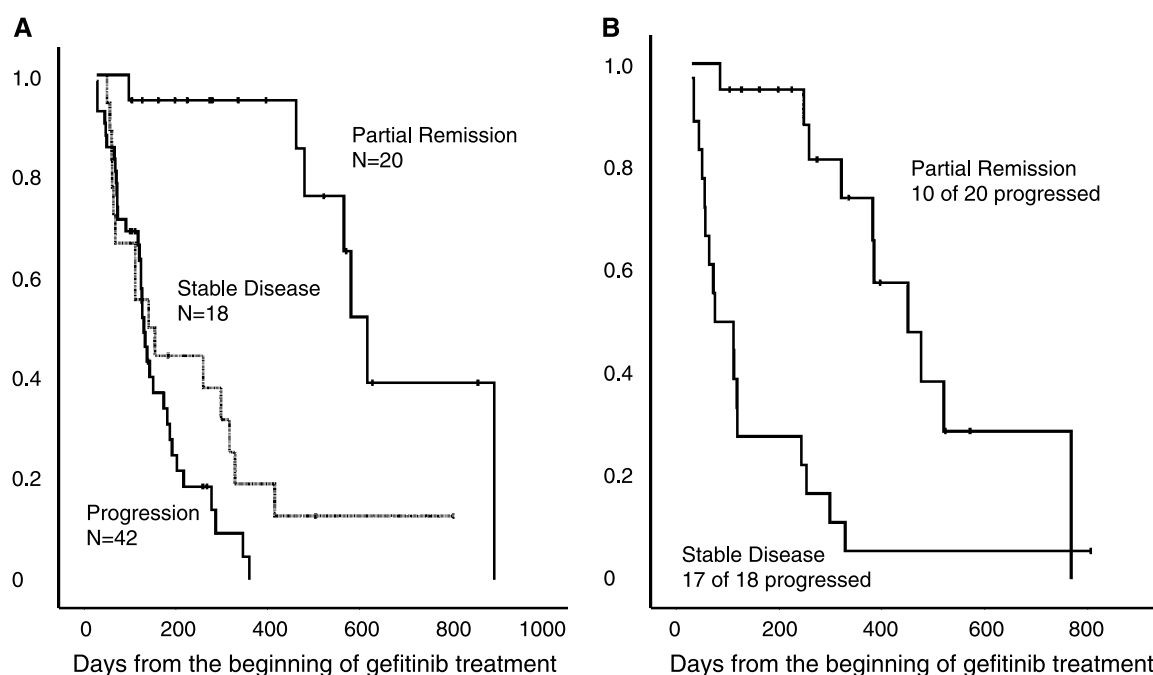 A
1.0
0.8
0.6
0.4
0.2
0
Partial Remission
N=20
Stable Disease
N=18
Progression
N=42
0 200 400 600 800 1000
Days from the beginning of gefitinib treatment
B
1.0
0.8
0.6
0.4
0.2
0
Partial Remission
10 of 20 progressed
Stable Disease
17 of 18 progressed
0 200 400 600 800
Days from the beginning of gefitinib treatment